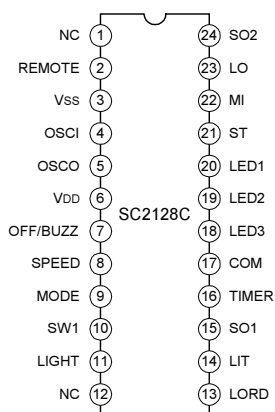 NC 1 24 SO2
REMOTE 2 23 LO
VSS 3 22 MI
OSCI 4 21 ST
OSCO 5 20 LED1
VDD 6 19 LED2
SC2128C
OFF/BUZZ 7 18 LED3
SPEED 8 17 COM
MODE 9 16 TIMER
SW1 10 15 SO1
LIGHT 11 14 LIT
NC 12 13 LORD